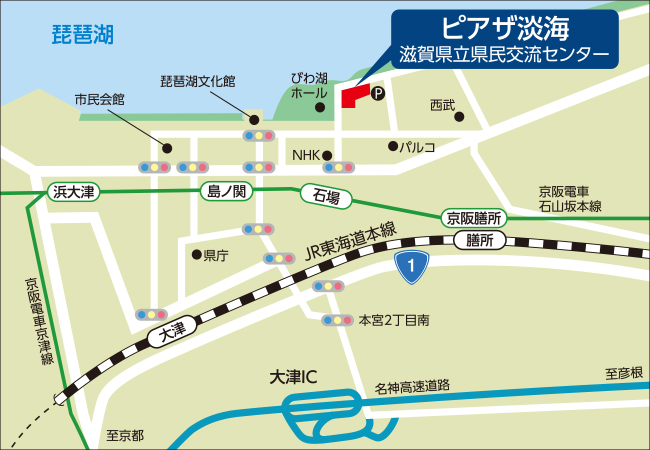 琵琶湖
ピアザ淡海
滋賀県立県民交流センター
琵琶湖文化館
びわ湖
ホール
P
市民会館
西武
パルコ
NHK
浜大津
島ノ関
石場
京阪電車
石山坂本線
京阪膳所
膳所
JR東海道本線
県庁
1
京阪電車京津線
大津
本宮2丁目南
大津IC
名神高速道路
至彦根
至京都